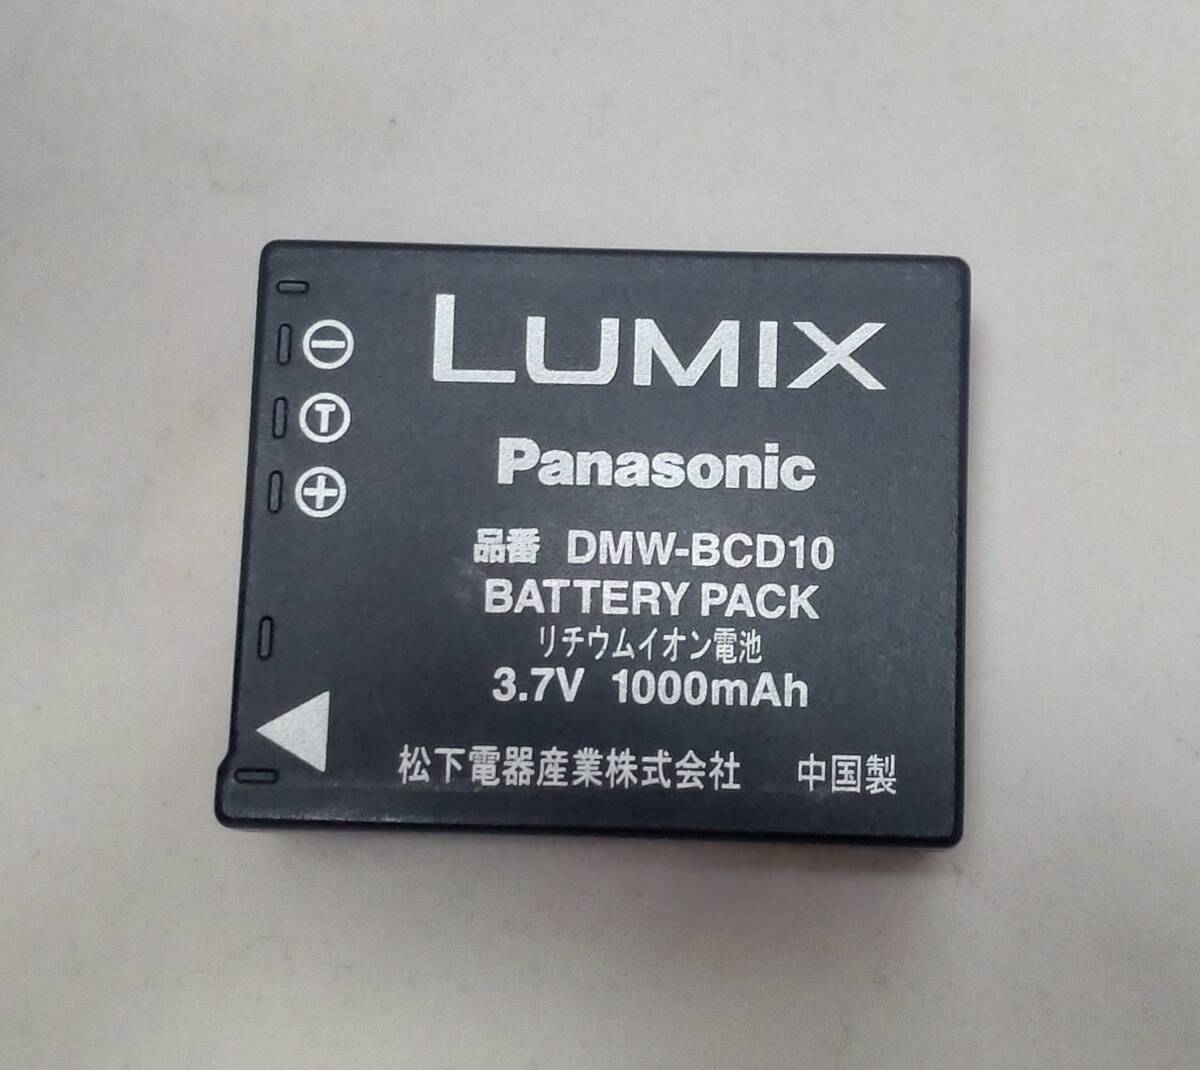 LUMIX
Panasonic
品番 DMW-BCD10
BATTERY PACK
リチウムイオン電池
3.7V 1000mAh
松下電器産業株式会社 中国製
−
T
+